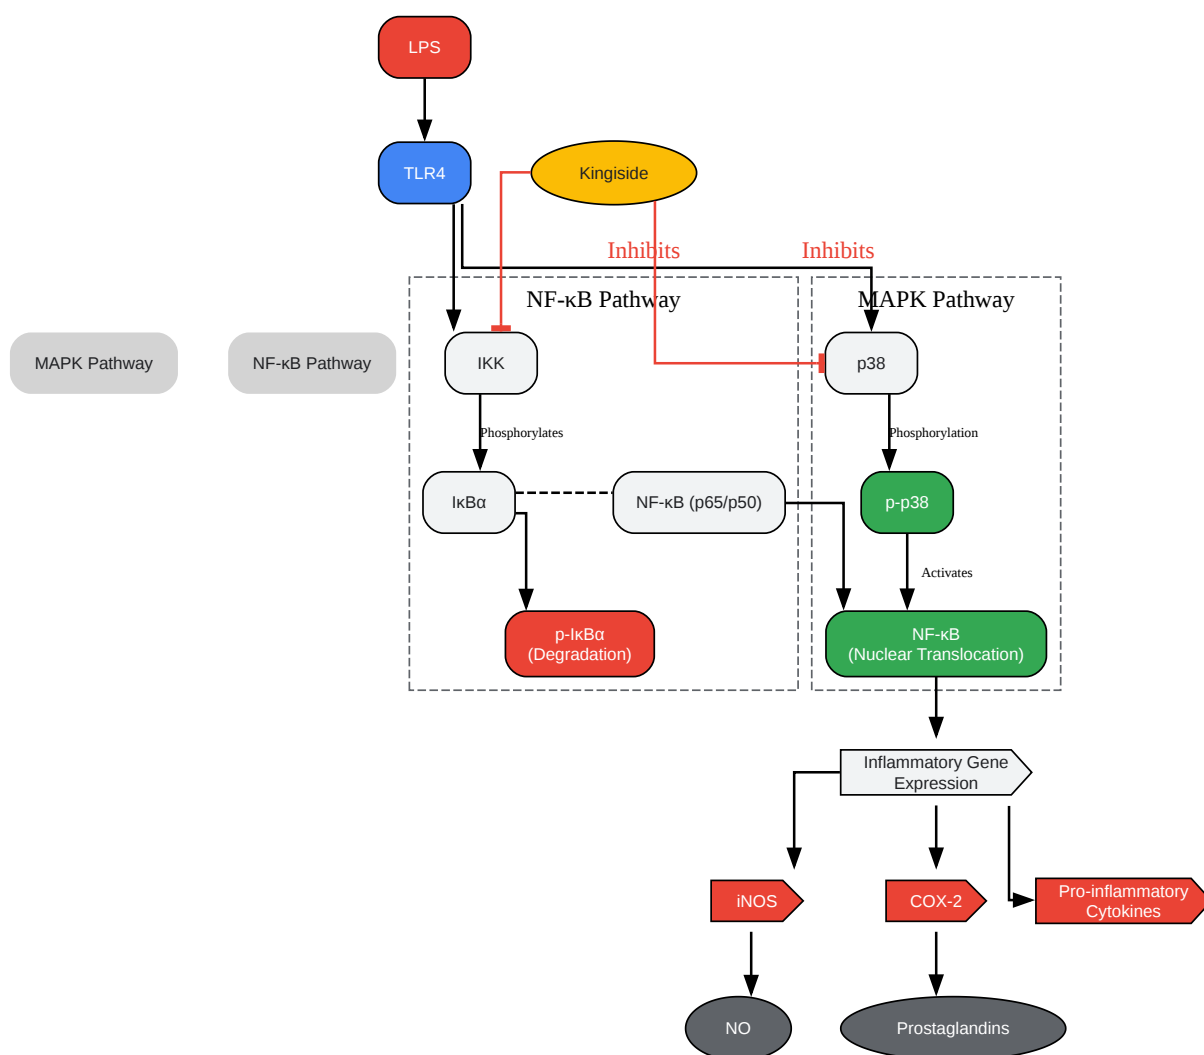 LPS
TLR4
Kingiside
Inhibits
Inhibits
NF-κB Pathway
MAPK Pathway
MAPK Pathway
NF-κB Pathway
IKK
p38
Phosphorylates
Phosphorylation
IκBα
NF-κB (p65/p50)
p-p38
Activates
p-IκBα
(Degradation)
NF-κB
(Nuclear Translocation)
Inflammatory Gene
Expression
iNOS
COX-2
Pro-inflammatory
Cytokines
NO
Prostaglandins